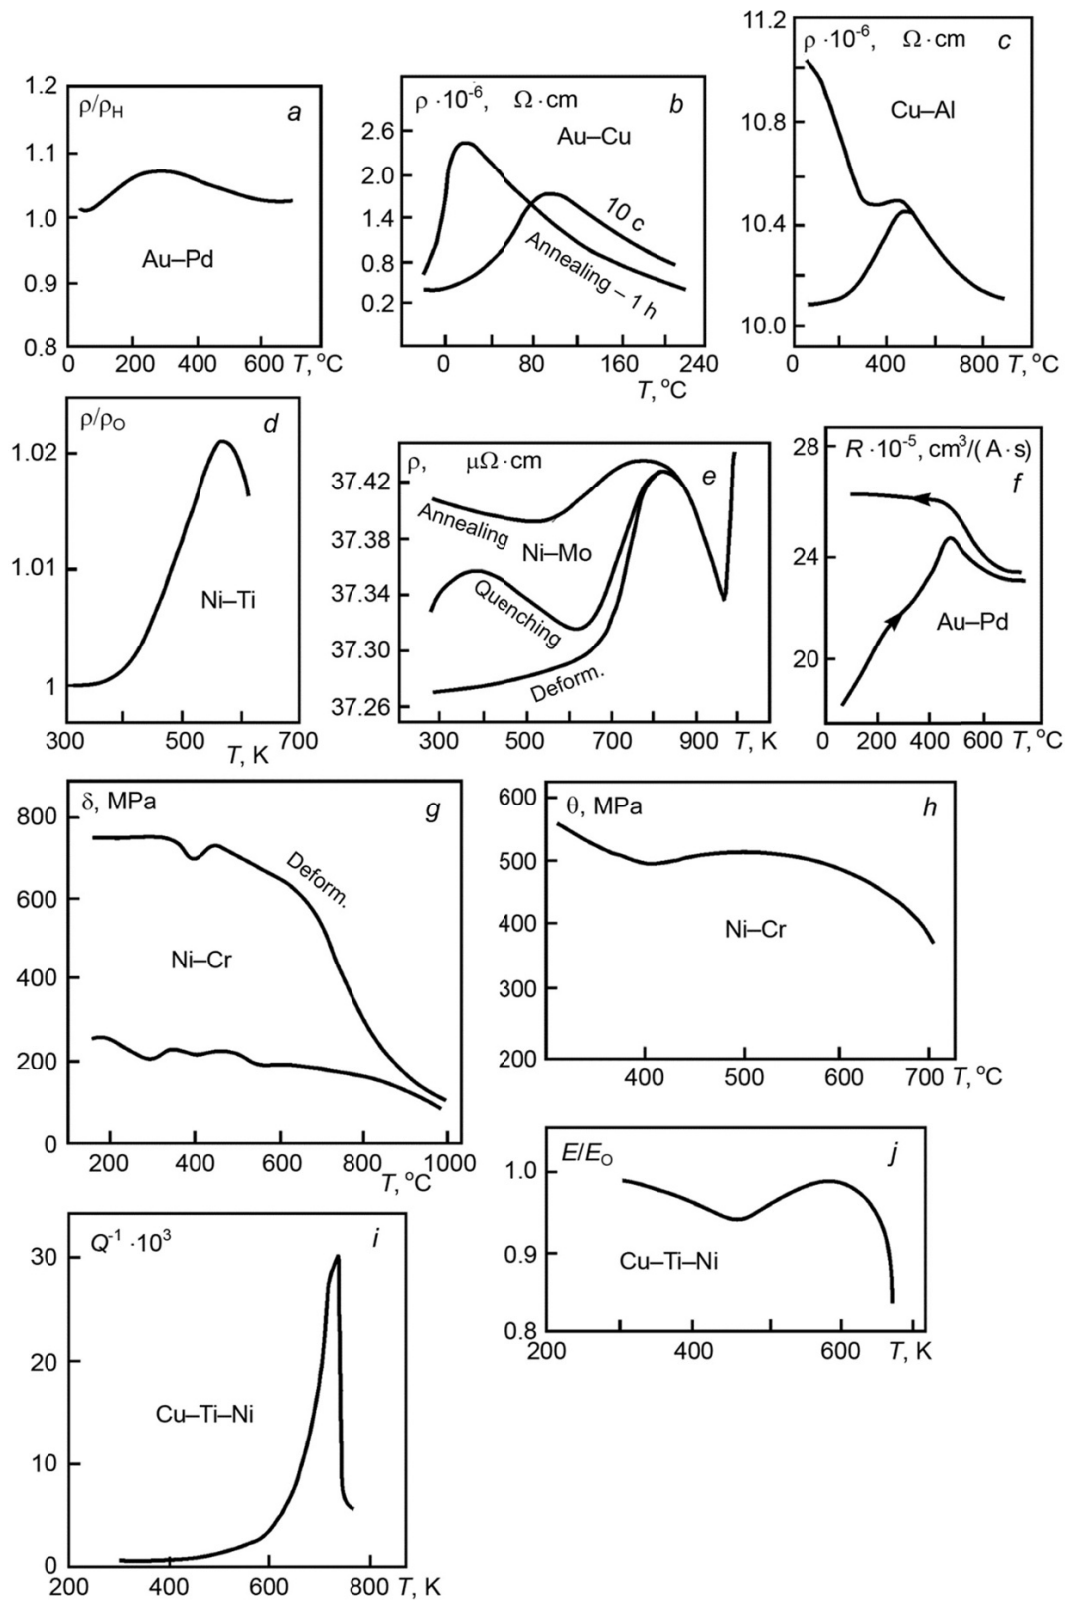 a
ρ/ρH
1.2
1.1
1.0
0.9
0.8
Au–Pd
0 200 400 600 T, °C
b
ρ ·10-6, Ω·cm
Au–Cu
2.6
2.0
1.4
0.8
0.2
10 c
Annealing – 1 h
0 80 160 240
T, °C
c
11.2
ρ ·10-6, Ω·cm
Cu–Al
10.8
10.4
10.0
0 400 800 T, °C
d
ρ/ρO
1.02
1.01
1
Ni–Ti
300 500 700
T, K
e
ρ, μΩ·cm
37.42
37.38
37.34
37.30
37.26
Annealing
Ni–Mo
Quenching
Deform.
300 500 700 900 T, K
f
28
R ·10-5, cm3/(A·s)
24
20
Au–Pd
0 200 400 600 T, °C
g
δ, MPa
800
600
400
200
0
Deform.
Ni–Cr
200 400 600 800 1000
T, °C
h
600
θ, MPa
500
400
300
200
Ni–Cr
400 500 600 700 T, °C
i
Q-1 ·103
30
20
10
0
Cu–Ti–Ni
200 400 600 800 T, K
j
E/EO
1.0
0.9
0.8
Cu–Ti–Ni
200 400 600 T, K